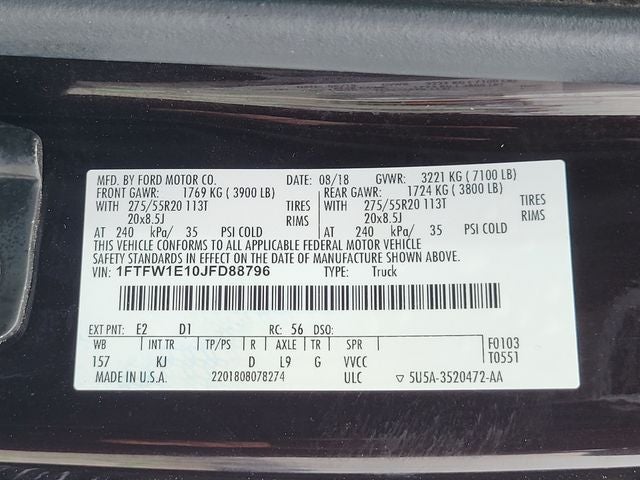 MFD. BY FORD MOTOR CO. DATE: 08/18 GVWR: 3221 KG ( 7100 LB)
FRONT GAWR: 1769 KG ( 3900 LB) REAR GAWR: 1724 KG ( 3800 LB)
WITH 275/55R20 113T TIRES WITH 275/55R20 113T TIRES
20x8.5J RIMS 20x8.5J RIMS
AT 240 kPa/ 35 PSI COLD AT 240 kPa/ 35 PSI COLD
THIS VEHICLE CONFORMS TO ALL APPLICABLE FEDERAL MOTOR VEHICLE
SAFETY STANDARDS IN EFFECT ON THE DATE OF MANUFACTURE SHOWN ABOVE.
VIN: 1FTFW1E10JFD88796 TYPE: Truck
EXT PNT: E2 D1 RC: 56 DSO:
WB INT TR TP/PS R AXLE TR SPR F0103
157 KJ D L9 G VVCC T0551
MADE IN U.S.A. 2201808078274 ULC ▽ 5U5A-3520472-AA